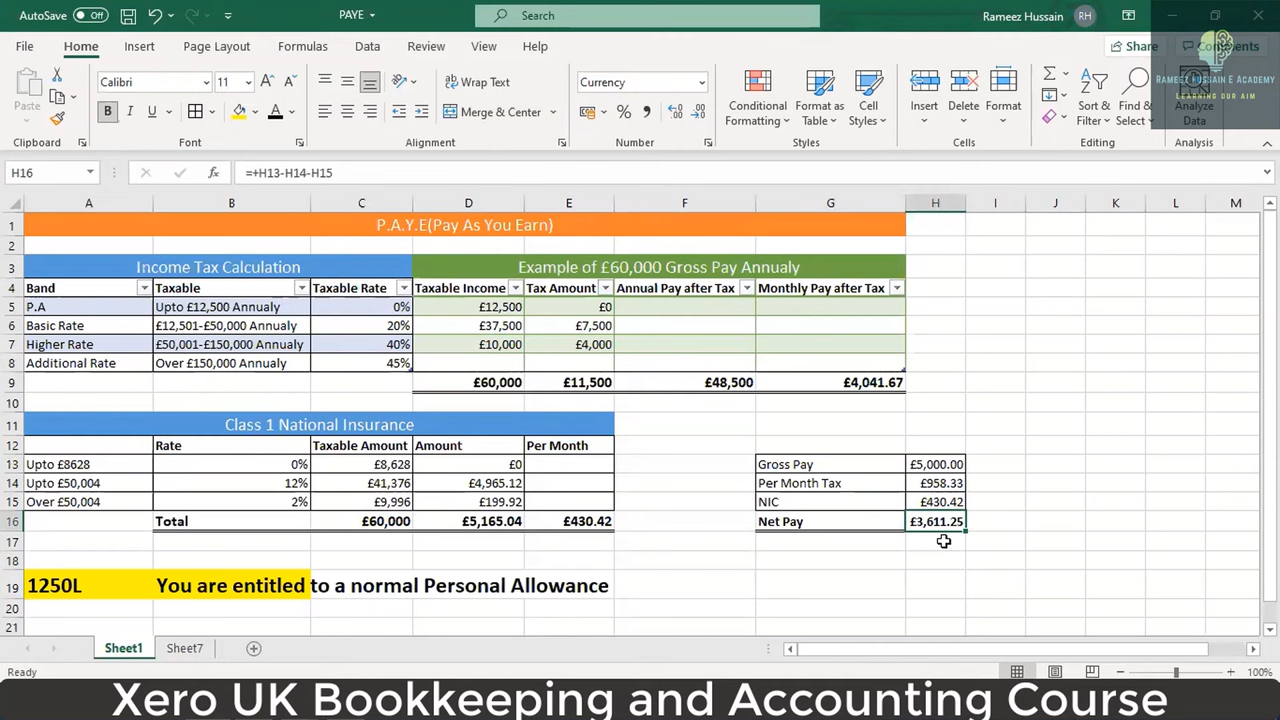 AutoSave Off PAYE Search Rameez Hussain RH
File Home Insert Page Layout Formulas Data Review View Help Share Comments
RAMEEZ HUSSAIN E ACADEMY
LEARNING OUR AIM
Paste Calibri 11 Wrap Text Currency Conditional Formatting Format as Table Cell Styles Insert Delete Format Sort & Filter Find & Select Analyze Data
B I U A Merge & Center % ,
Clipboard Font Alignment Number Styles Cells Editing Analysis
H16 fx =+H13-H14-H15
A B C D E F G H I J K L M
1 P.A.Y.E(Pay As You Earn)
2
3 Income Tax Calculation Example of £60,000 Gross Pay Annualy
4 Band Taxable Taxable Rate Taxable Income Tax Amount Annual Pay after Tax Monthly Pay after Tax
5 P.A Upto £12,500 Annualy 0% £12,500 £0
6 Basic Rate £12,501-£50,000 Annualy 20% £37,500 £7,500
7 Higher Rate £50,001-£150,000 Annualy 40% £10,000 £4,000
8 Additional Rate Over £150,000 Annualy 45%
9 £60,000 £11,500 £48,500 £4,041.67
10
11 Class 1 National Insurance
12 Rate Taxable Amount Amount Per Month
13 Upto £8628 0% £8,628 £0 Gross Pay £5,000.00
14 Upto £50,004 12% £41,376 £4,965.12 Per Month Tax £958.33
15 Over £50,004 2% £9,996 £199.92 NIC £430.42
16 Total £60,000 £5,165.04 £430.42 Net Pay £3,611.25
17
18
19 1250L You are entitled to a normal Personal Allowance
20
21
Sheet1 Sheet7
Ready 100%
Xero UK Bookkeeping and Accounting Course